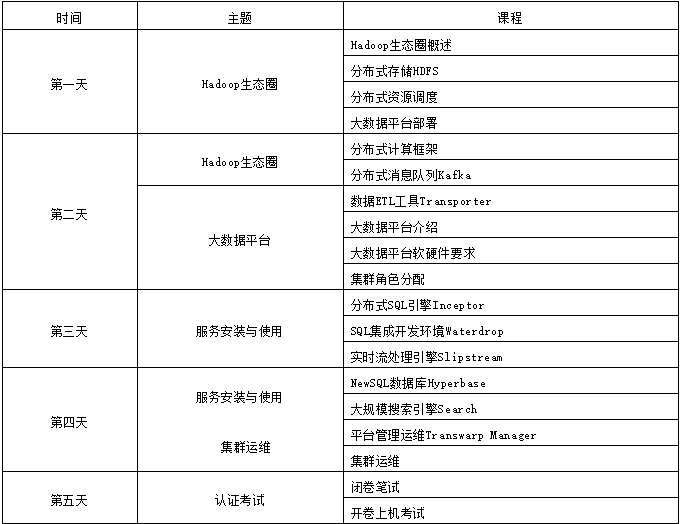 时间 主题 课程
第一天 Hadoop生态圈 Hadoop生态圈概述
分布式存储HDFS
分布式资源调度
大数据平台部署
第二天 Hadoop生态圈 分布式计算框架
分布式消息队列Kafka
大数据平台 数据ETL工具Transporter
大数据平台介绍
大数据平台软硬件要求
集群角色分配
第三天 服务安装与使用 分布式SQL引擎Inceptor
SQL集成开发环境Waterdrop
实时流处理引擎Slipstream
第四天 服务安装与使用 NewSQL数据库Hyperbase
大规模搜索引擎Search
集群运维 平台管理运维Transwarp Manager
集群运维
第五天 认证考试 闭卷笔试
开卷上机考试